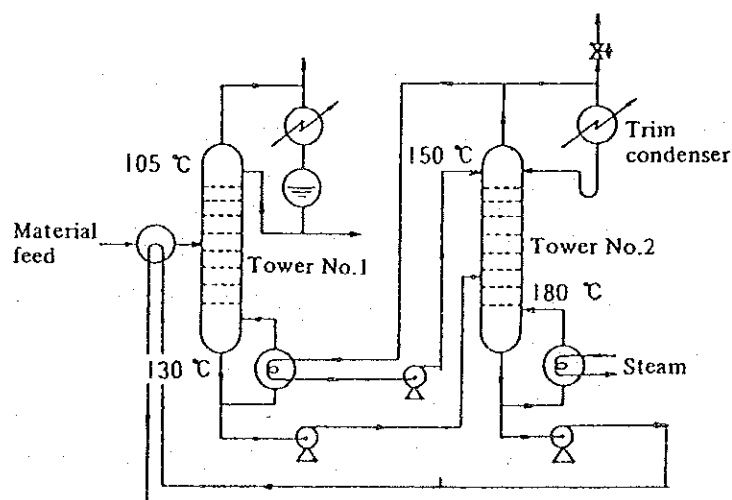 105 ℃
150 ℃
Trim
condenser
Material
feed
Tower No.1
Tower No.2
180 ℃
130 ℃
Steam